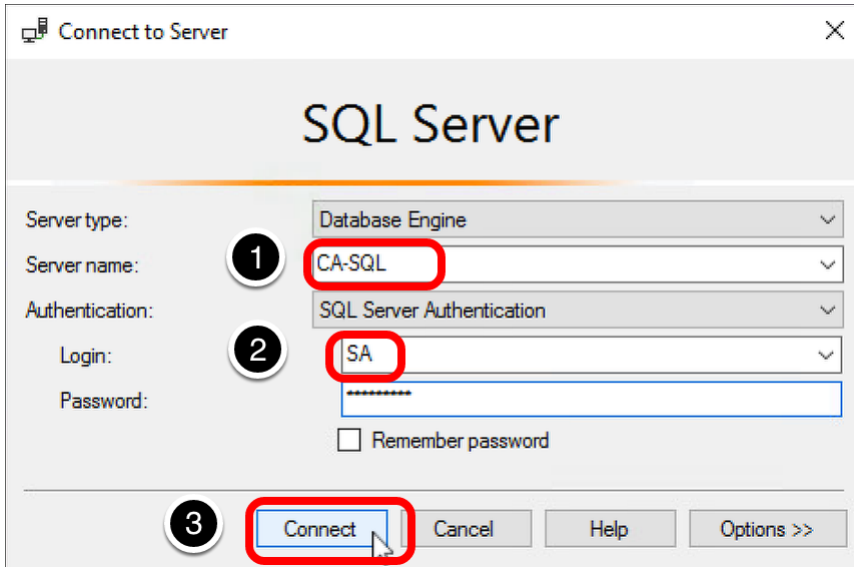 Connect to Server
SQL Server
Server type: Database Engine
1
Server name: CA-SQL
Authentication: SQL Server Authentication
2
Login: SA
Password: *********
Remember password
3
Connect Cancel Help Options >>